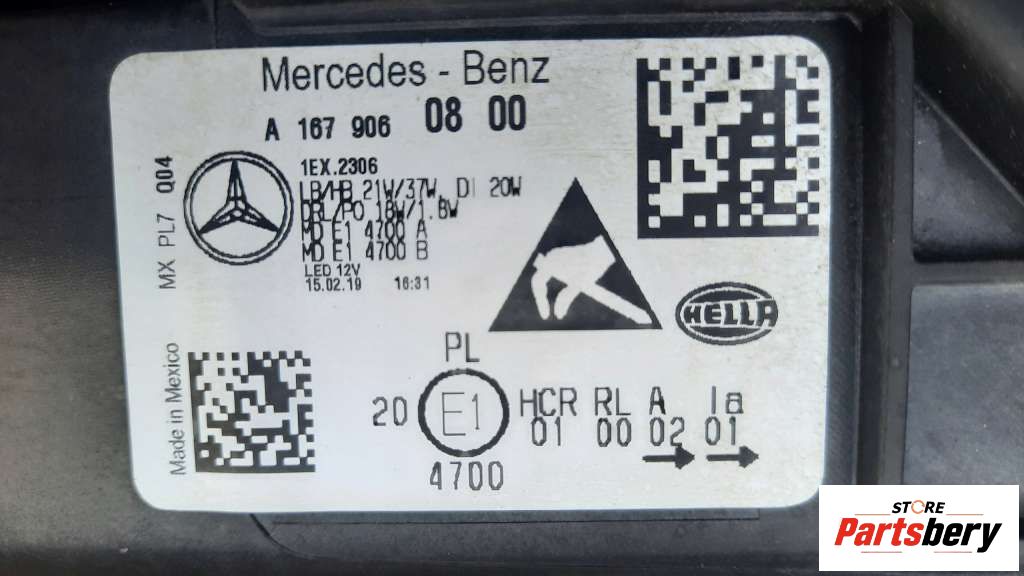 Mercedes - Benz
A 167 906 08 00
1EX.2306
LB/HB 21W/37W, DI 20W
DRL/PO 18W/1.8W
MD E1 4700 A
MD E1 4700 B
LED 12V
15.02.19 16:31
MX PL7 Q04
HELLA
Made in Mexico
PL
20 E1 HCR RL A Ia
01 00 02 01
4700
STORE
Partsbery